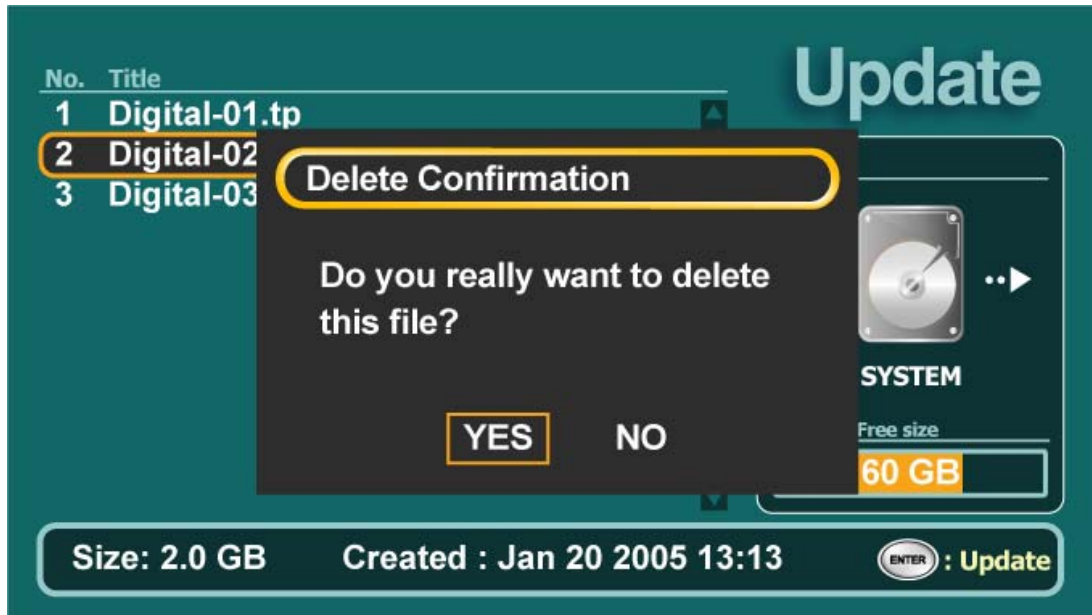 Update
No. Title
1 Digital-01.tp
2 Digital-02
3 Digital-03
Delete Confirmation
Do you really want to delete
this file?
YES NO
SYSTEM
Free size
60 GB
Size: 2.0 GB Created : Jan 20 2005 13:13 ENTER : Update